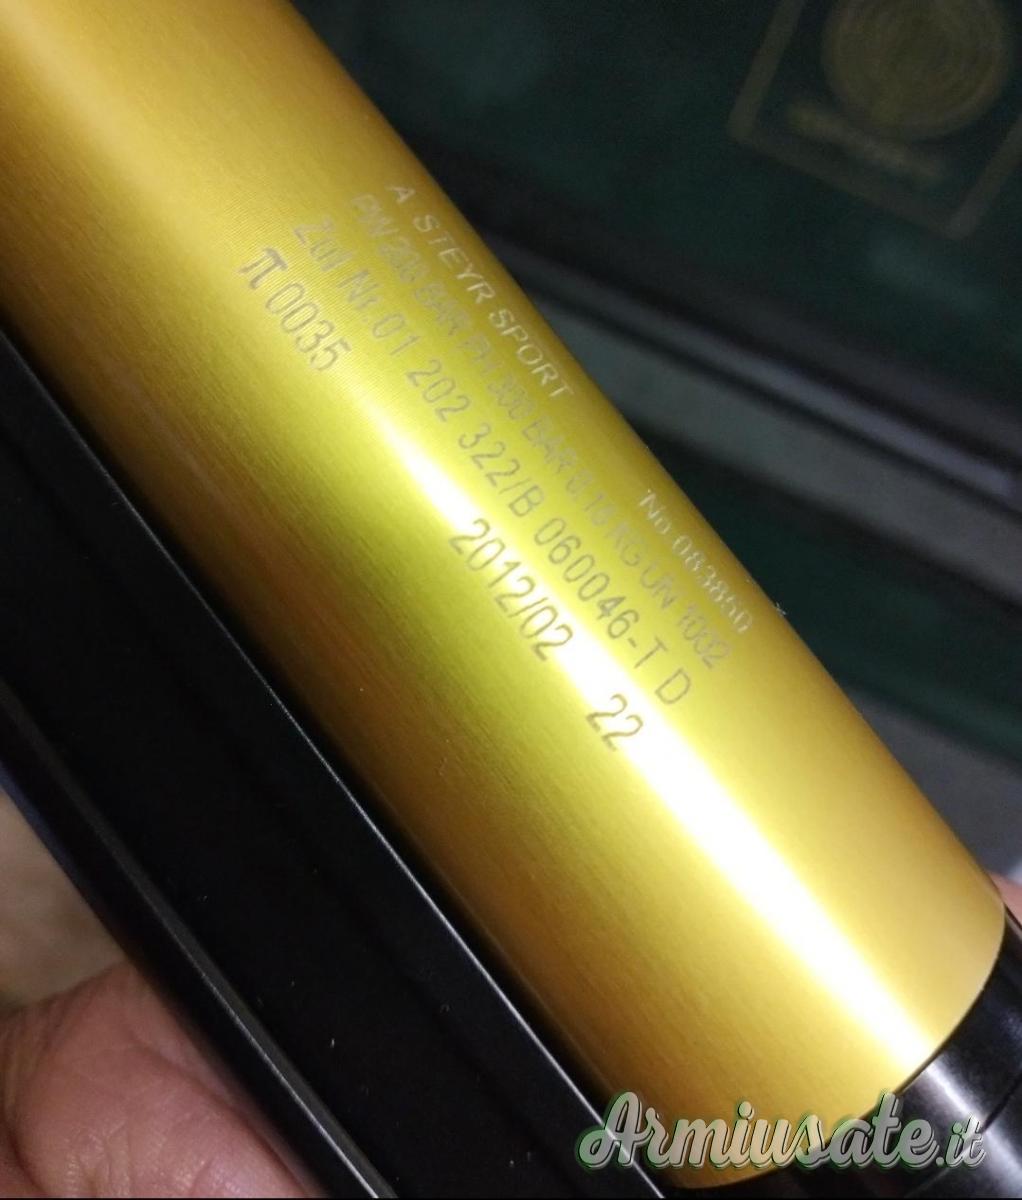 A STEYR SPORT
No.083850
PW 200 BAR PH 300 BAR 0.16 KG UN 1002
Zul Nr.01 202 322/B 060046-T D
π 0035
2012/02 22
Armiusate.it